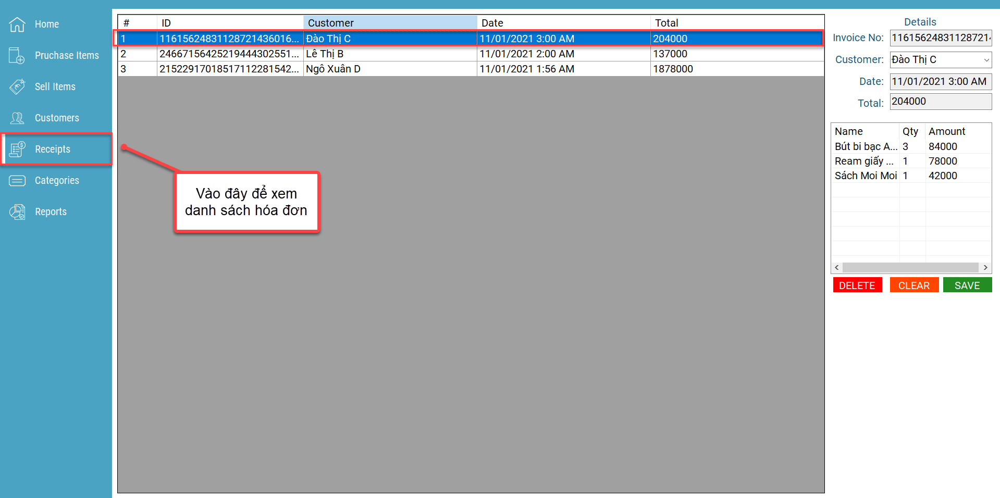 Home
Pruchase Items
Sell Items
Customers
Receipts
Categories
Reports
# ID Customer Date Total
1 11615624831128721436016... Đào Thị C 11/01/2021 3:00 AM 204000
2 24667156425219444302551... Lê Thị B 11/01/2021 2:00 AM 137000
3 21522917018517112281542... Ngô Xuân D 11/01/2021 1:56 AM 1878000
Vào đây để xem
danh sách hóa đơn
Details
Invoice No: 116156248311287214
Customer: Đào Thị C
Date: 11/01/2021 3:00 AM
Total: 204000
Name Qty Amount
Bút bi bạc A... 3 84000
Ream giấy ... 1 78000
Sách Moi Moi 1 42000
DELETE CLEAR SAVE